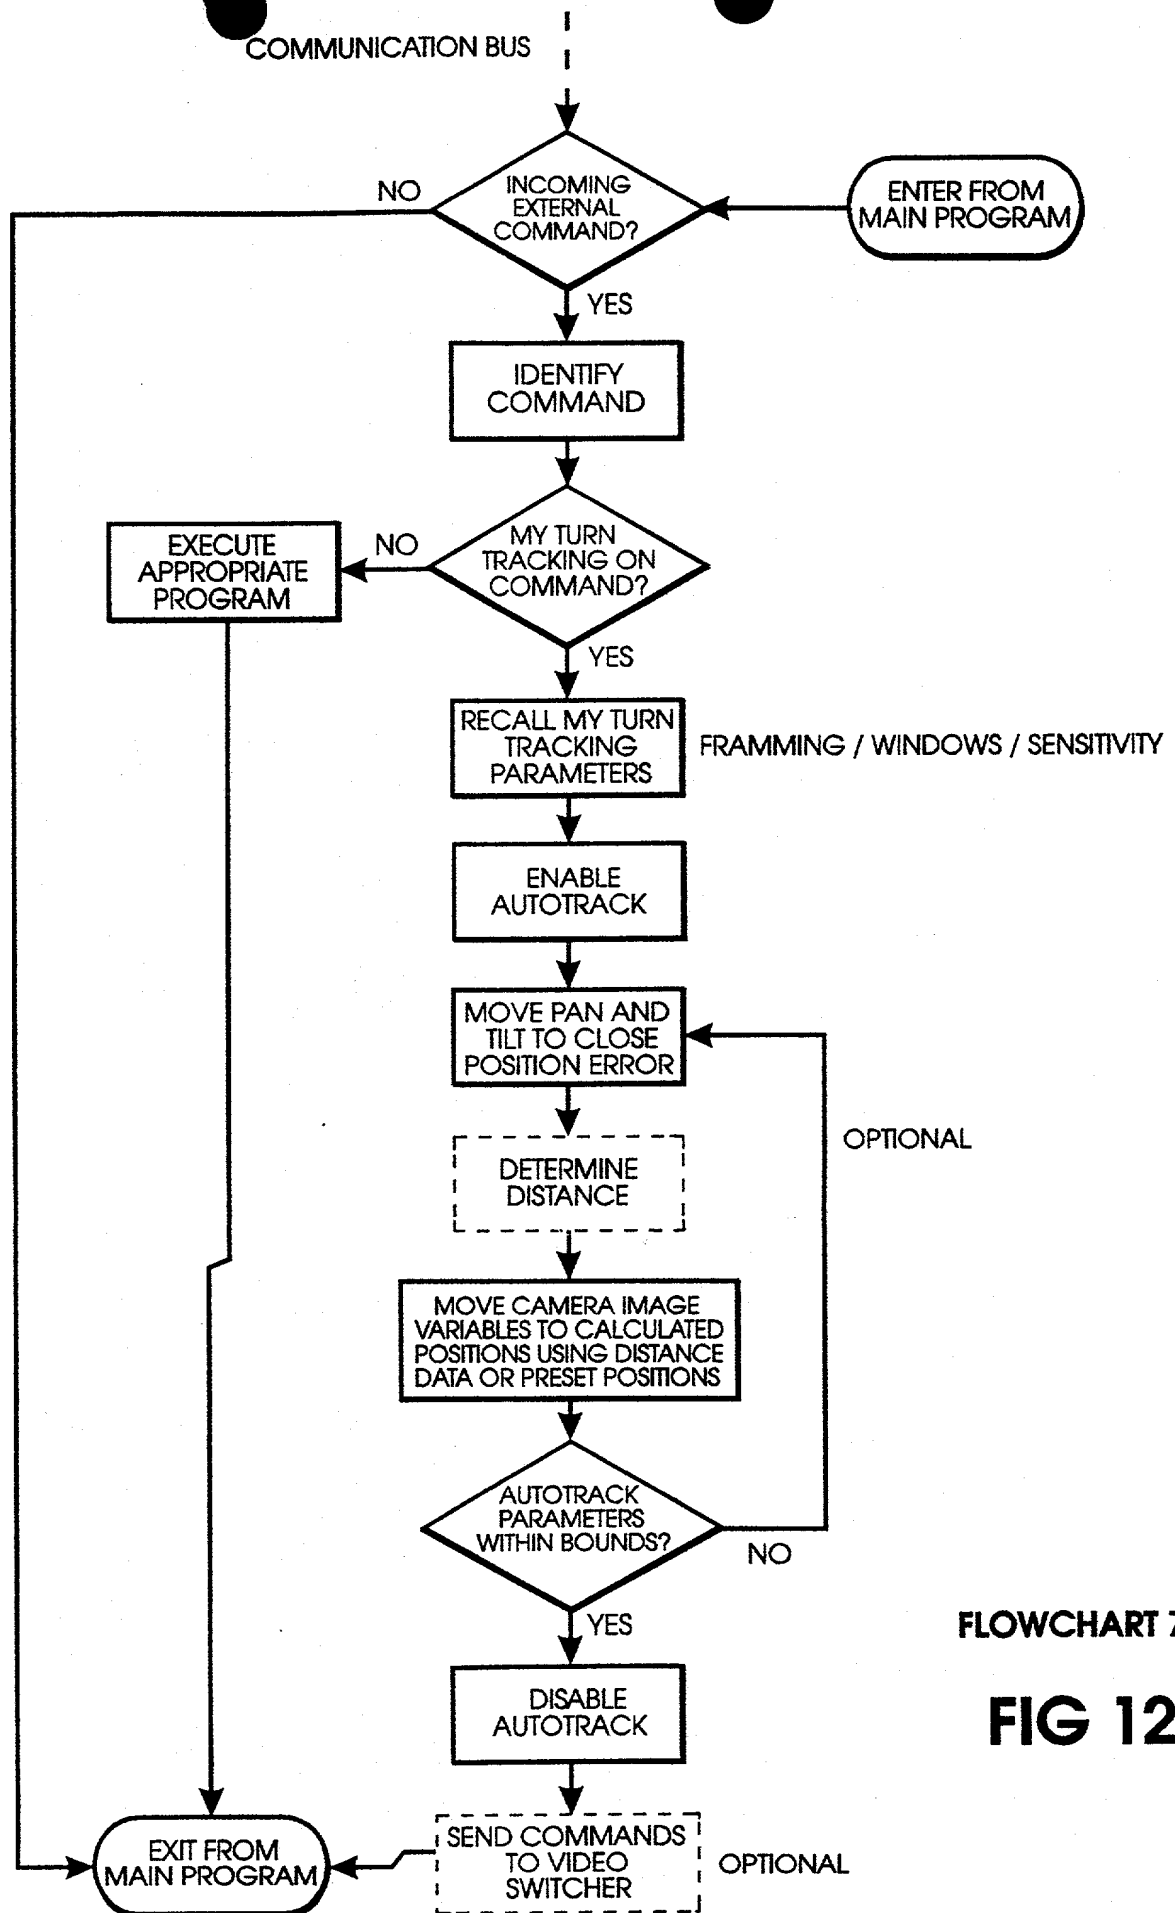 COMMUNICATION BUS
INCOMING
EXTERNAL
COMMAND?
NO
ENTER FROM
MAIN PROGRAM
YES
IDENTIFY
COMMAND
MY TURN
TRACKING ON
COMMAND?
NO
EXECUTE
APPROPRIATE
PROGRAM
YES
RECALL MY TURN
TRACKING
PARAMETERS
FRAMMING / WINDOWS / SENSITIVITY
ENABLE
AUTOTRACK
MOVE PAN AND
TILT TO CLOSE
POSITION ERROR
OPTIONAL
DETERMINE
DISTANCE
MOVE CAMERA IMAGE
VARIABLES TO CALCULATED
POSITIONS USING DISTANCE
DATA OR PRESET POSITIONS
AUTOTRACK
PARAMETERS
WITHIN BOUNDS?
NO
YES
FLOWCHART 7
DISABLE
AUTOTRACK
FIG 12
SEND COMMANDS
TO VIDEO
SWITCHER
OPTIONAL
EXIT FROM
MAIN PROGRAM